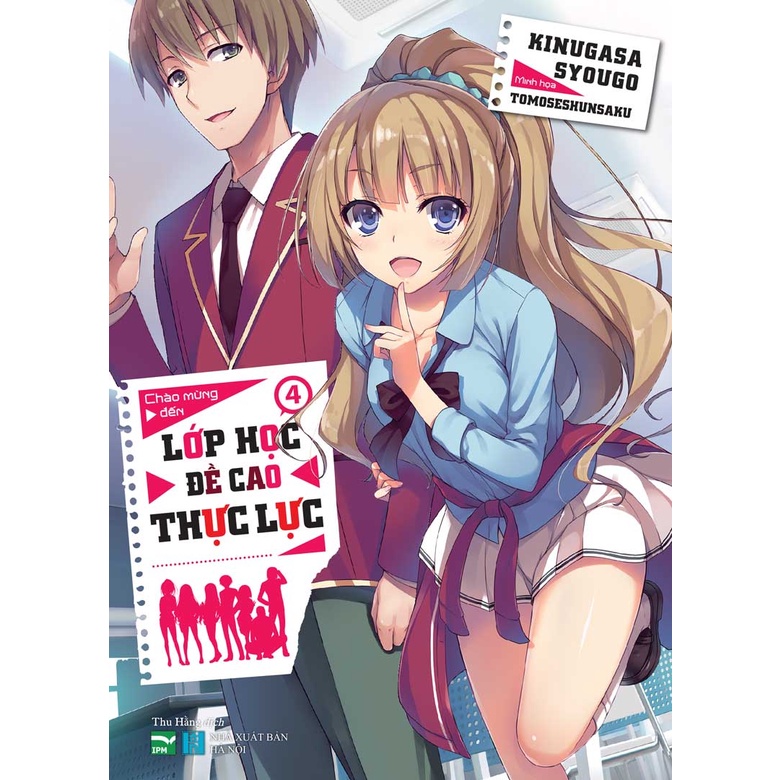 KINUGASA
SYOUGO
Minh họa
TOMOSESHUNSAKU
Chào mừng
đến
4
LỚP HỌC
ĐỀ CAO
THỰC LỰC
Thu Hằng dịch
IPM
NHÀ XUẤT BẢN
HÀ NỘI